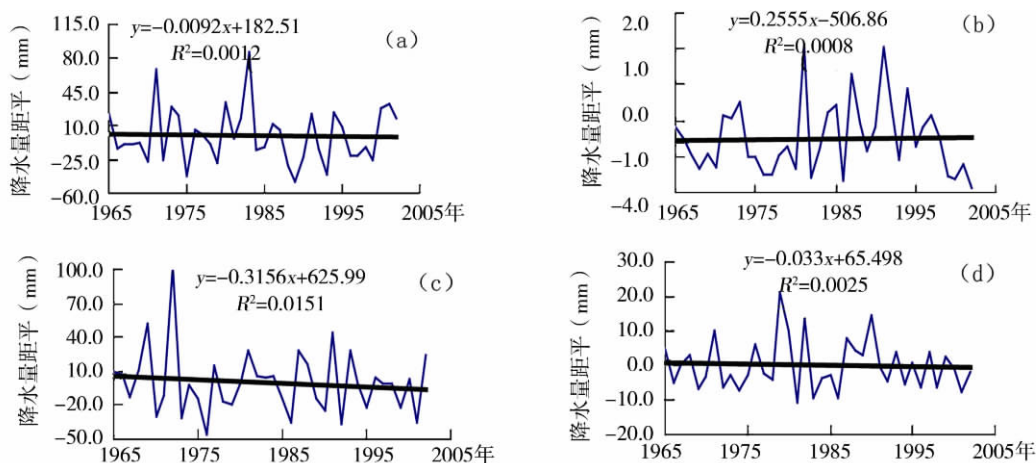 降水量距平（mm）
115.0
80.0
45.0
10.0
−25.0
−60.0
y=−0.0092x+182.51
R²=0.0012
(a)
1965 1975 1985 1995 2005年
降水量距平（mm）
2.0
1.0
0.0
−1.0
−4.0
y=0.2555x−506.86
R²=0.0008
(b)
1965 1975 1985 1995 2005年
降水量距平（mm）
100.0
70.0
40.0
10.0
−20.0
−50.0
y=−0.3156x+625.99
R²=0.0151
(c)
1965 1975 1985 1995 2005年
降水量距平（mm）
30.0
20.0
10.0
0.0
−10.0
−20.0
y=−0.033x+65.498
R²=0.0025
(d)
1965 1975 1985 1995 2005年